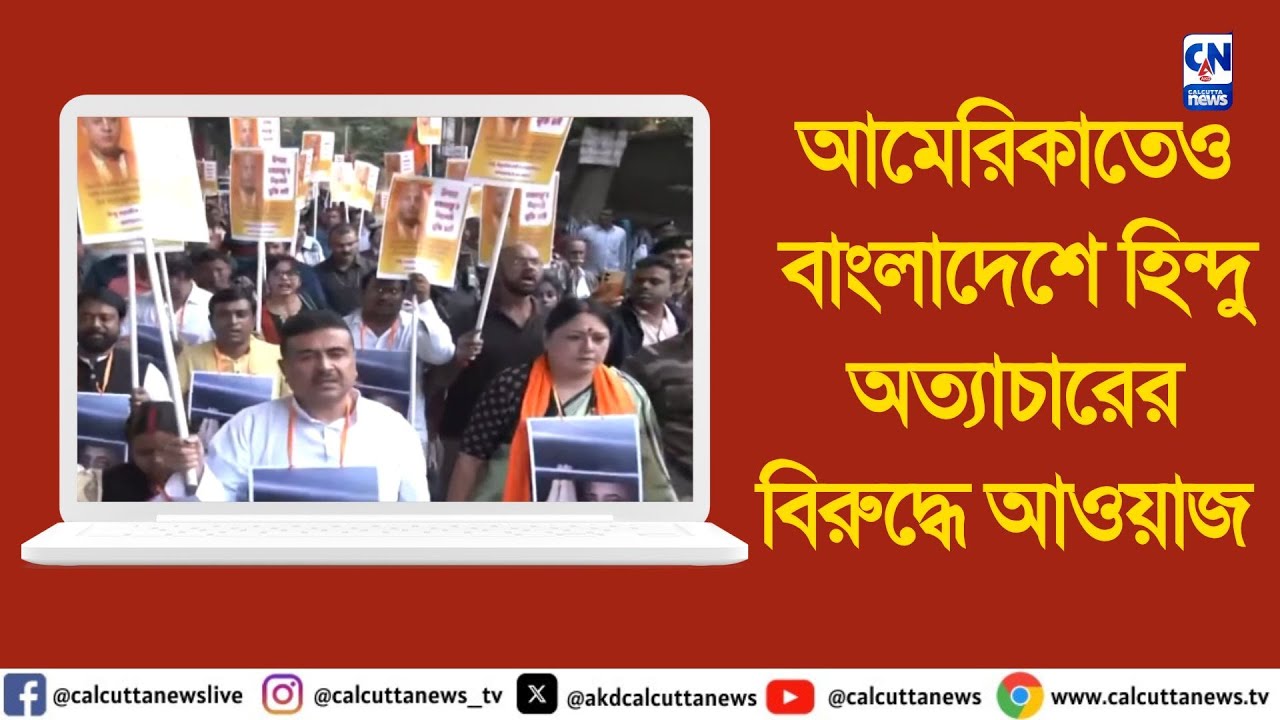 CN
CALCUTTA
news
আমেরিকাতেও
বাংলাদেশে হিন্দু
অত্যাচারের
বিরুদ্ধে আওয়াজ
@calcuttanewslive @calcuttanews_tv @akdcalcuttanews @calcuttanews www.calcuttanews.tv